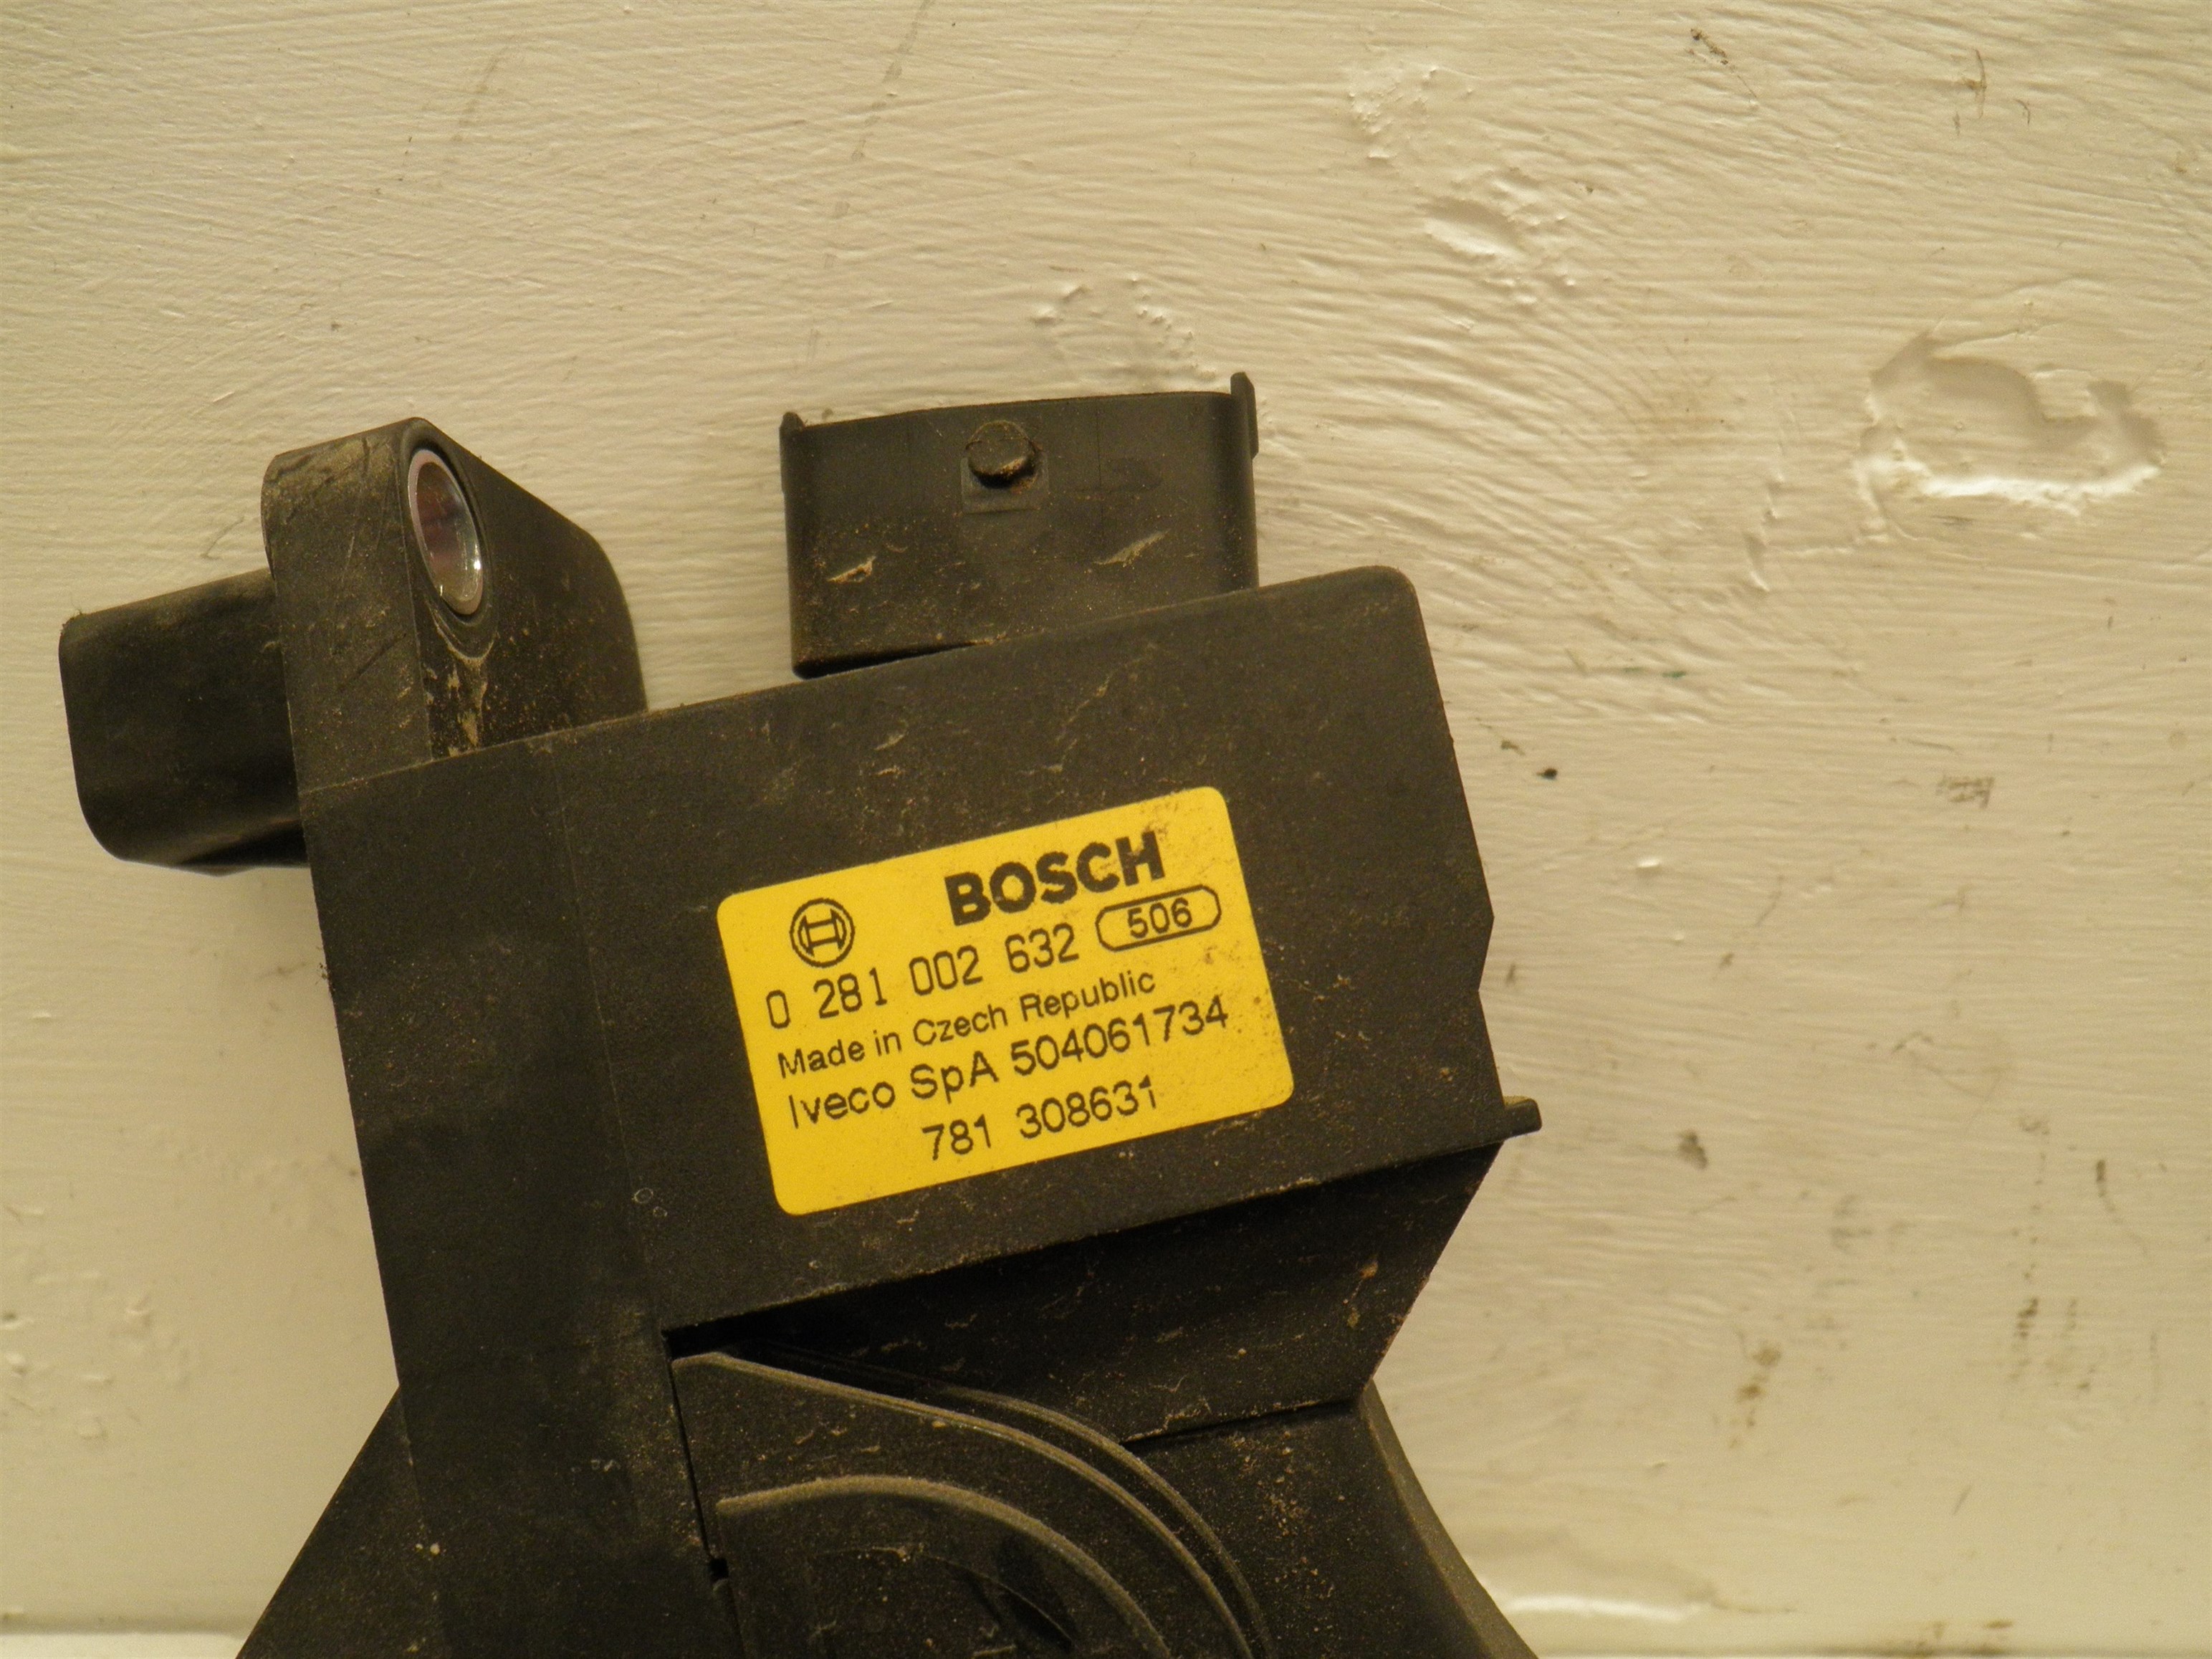 BOSCH
0 281 002 632 506
Made in Czech Republic
Iveco SpA 504061734
781 308631